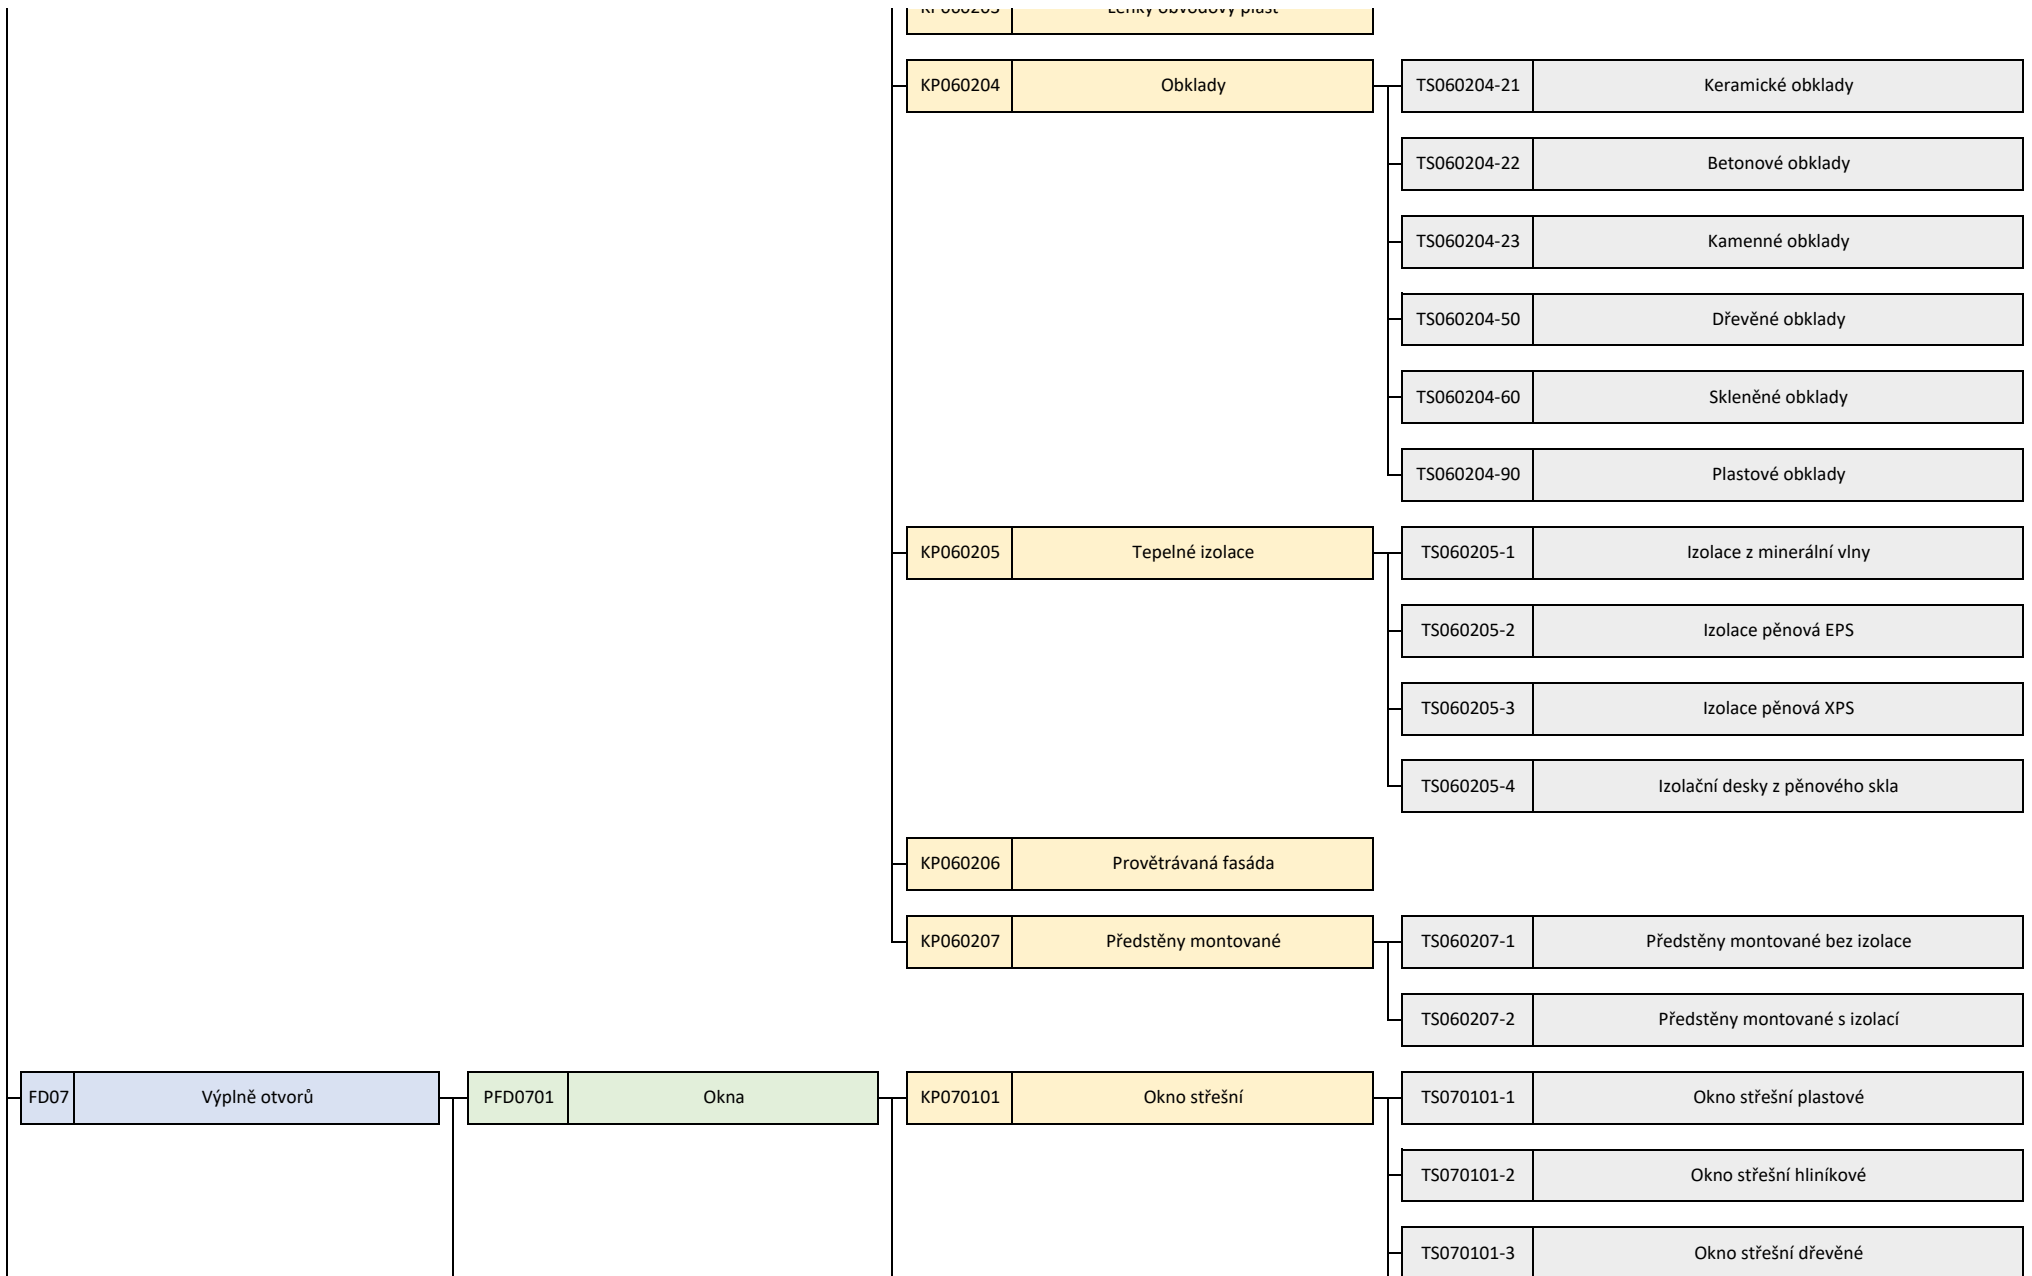 KP060203 Lehký obvodový plášť
KP060204 Obklady TS060204-21 Keramické obklady
TS060204-22 Betonové obklady
TS060204-23 Kamenné obklady
TS060204-50 Dřevěné obklady
TS060204-60 Skleněné obklady
TS060204-90 Plastové obklady
KP060205 Tepelné izolace TS060205-1 Izolace z minerální vlny
TS060205-2 Izolace pěnová EPS
TS060205-3 Izolace pěnová XPS
TS060205-4 Izolační desky z pěnového skla
KP060206 Provětrávaná fasáda
KP060207 Předstěny montované TS060207-1 Předstěny montované bez izolace
TS060207-2 Předstěny montované s izolací
FD07 Výplně otvorů PFD0701 Okna KP070101 Okno střešní TS070101-1 Okno střešní plastové
TS070101-2 Okno střešní hliníkové
TS070101-3 Okno střešní dřevěné